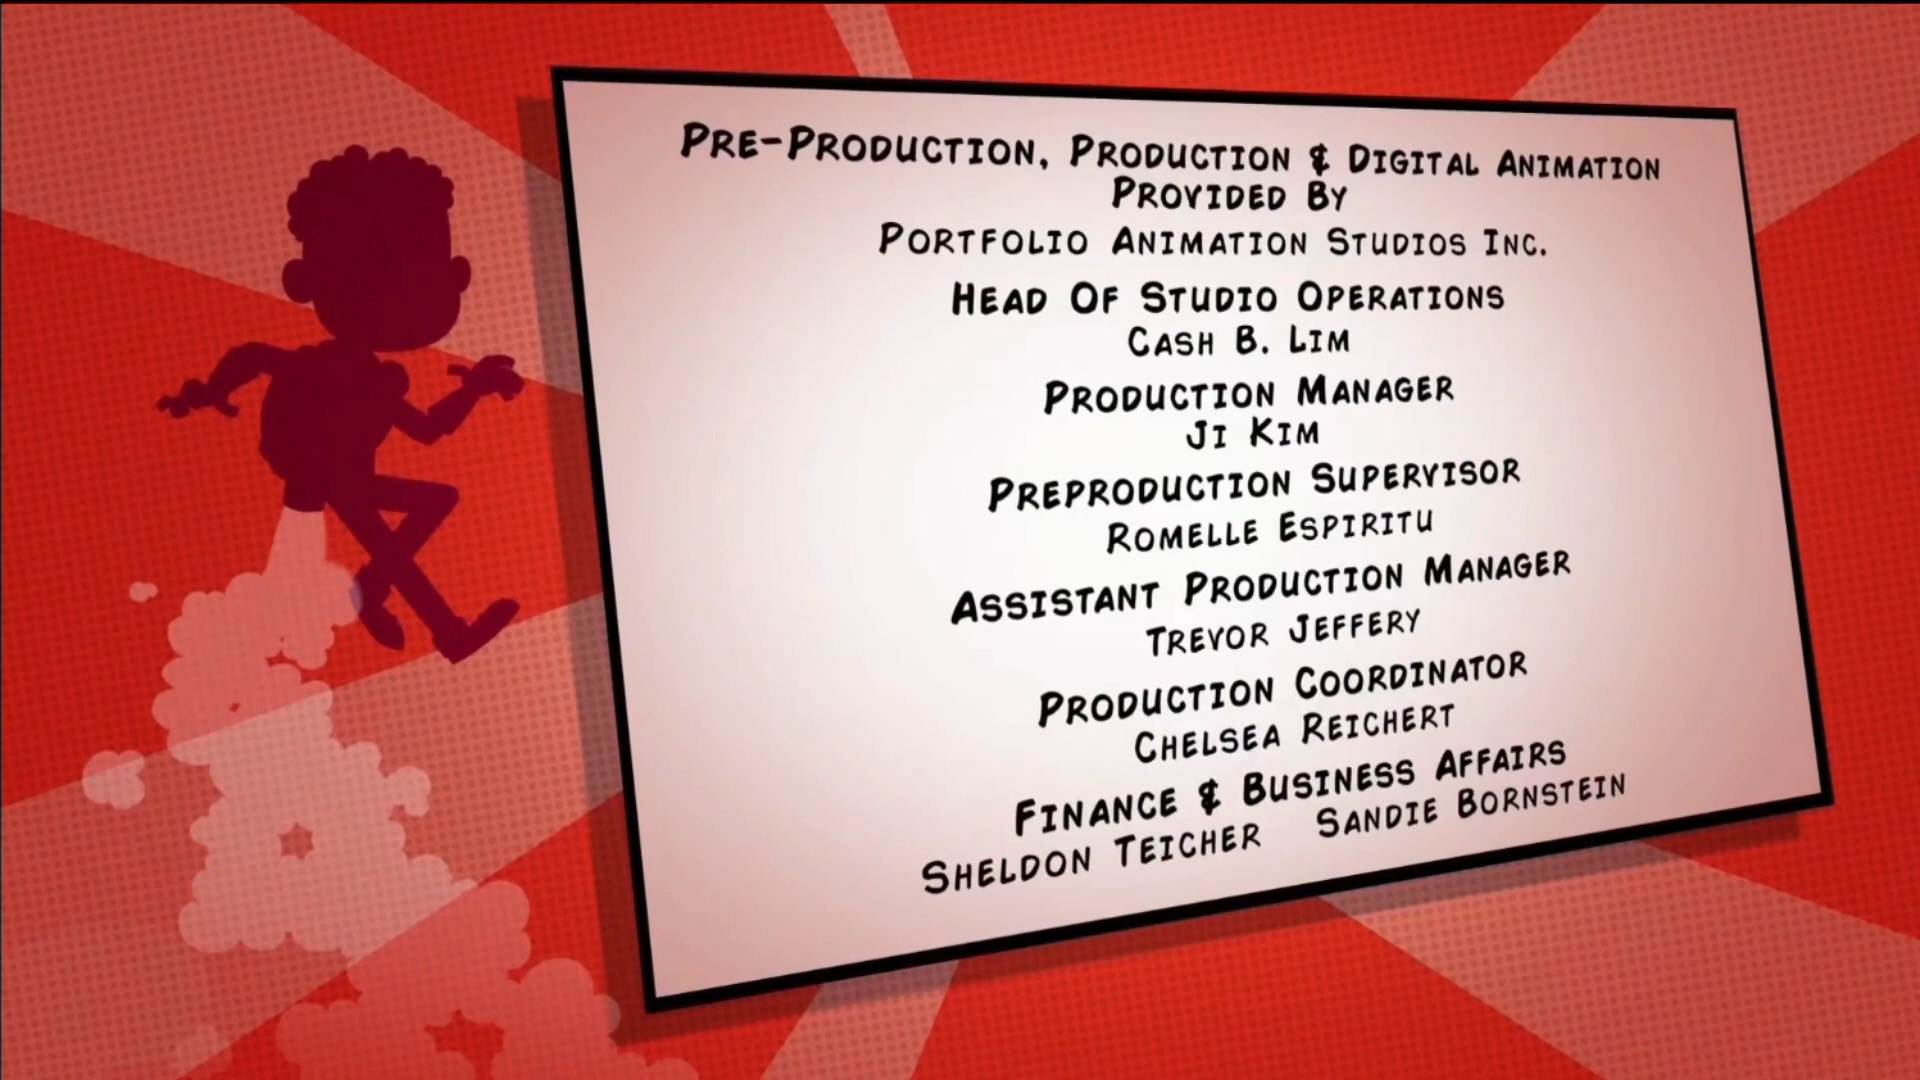 Pre-Production, Production & Digital Animation
Provided By
Portfolio Animation Studios Inc.
Head Of Studio Operations
Cash B. Lim
Production Manager
Ji Kim
Preproduction Supervisor
Romelle Espiritu
Assistant Production Manager
Trevor Jeffery
Production Coordinator
Chelsea Reichert
Finance & Business Affairs
Sheldon Teicher Sandie Bornstein